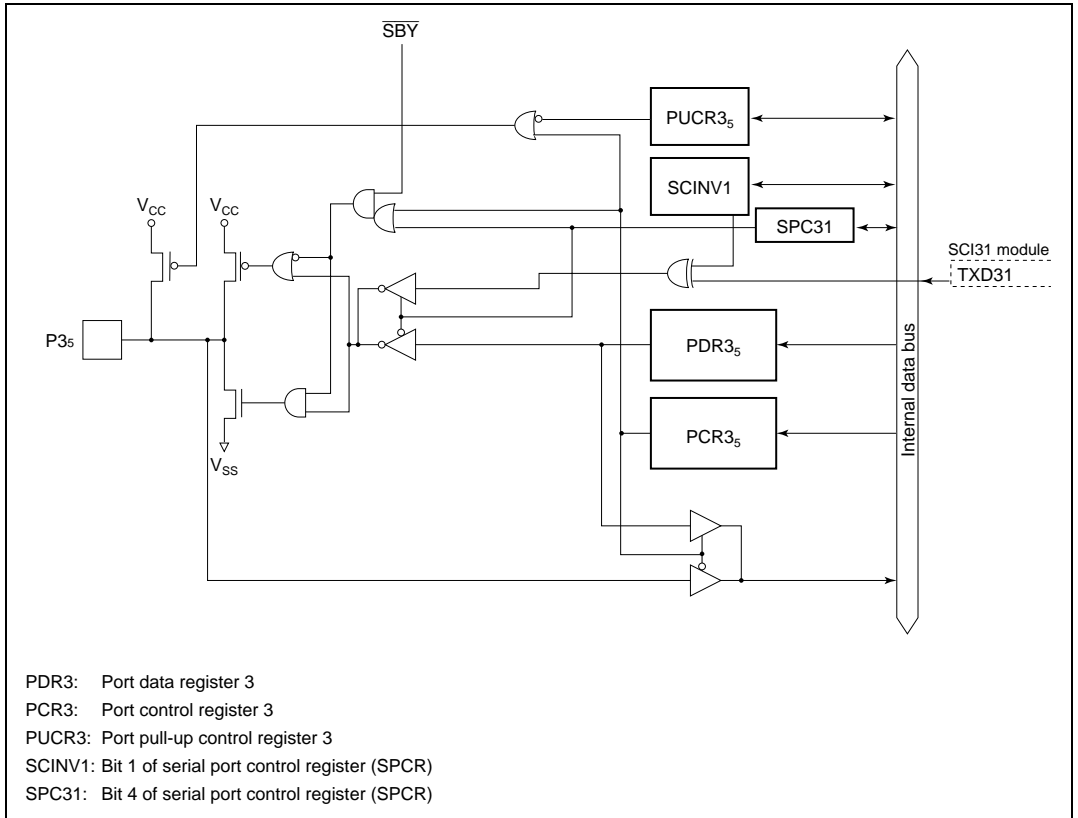 SBY
PUCR3₅
SCINV1
V_CC V_CC
SPC31
SCI31 module
TXD31
P3₅
PDR3₅
PCR3₅
V_SS
Internal data bus
PDR3: Port data register 3
PCR3: Port control register 3
PUCR3: Port pull-up control register 3
SCINV1: Bit 1 of serial port control register (SPCR)
SPC31: Bit 4 of serial port control register (SPCR)